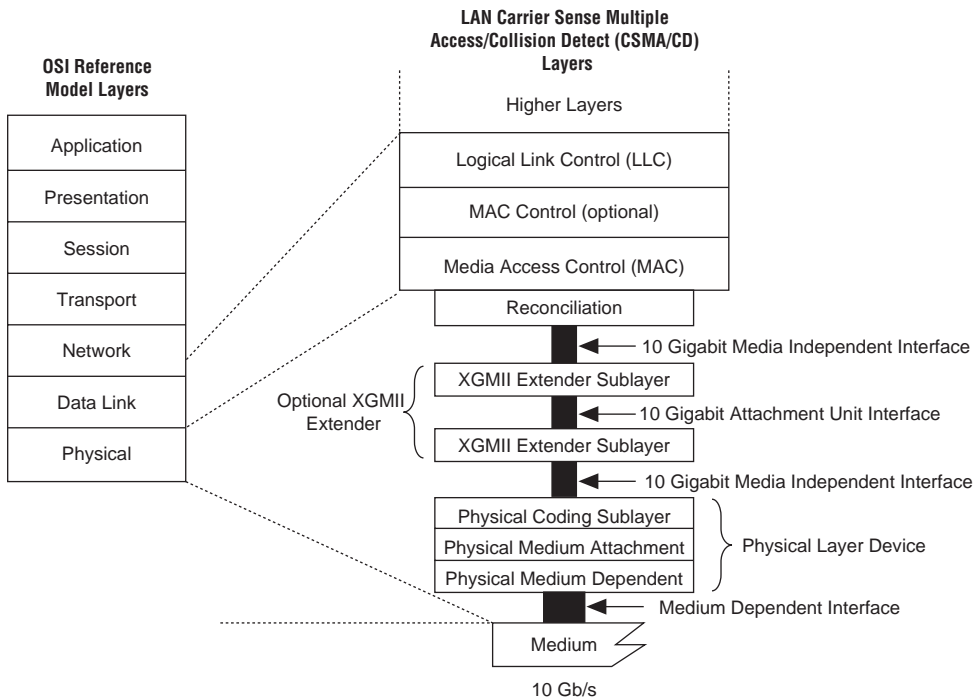 LAN Carrier Sense Multiple
Access/Collision Detect (CSMA/CD)
Layers
OSI Reference
Model Layers
Application
Presentation
Session
Transport
Network
Data Link
Physical
Higher Layers
Logical Link Control (LLC)
MAC Control (optional)
Media Access Control (MAC)
Reconciliation
10 Gigabit Media Independent Interface
Optional XGMII
Extender
XGMII Extender Sublayer
10 Gigabit Attachment Unit Interface
XGMII Extender Sublayer
10 Gigabit Media Independent Interface
Physical Coding Sublayer
Physical Medium Attachment
Physical Medium Dependent
Physical Layer Device
Medium Dependent Interface
Medium
10 Gb/s